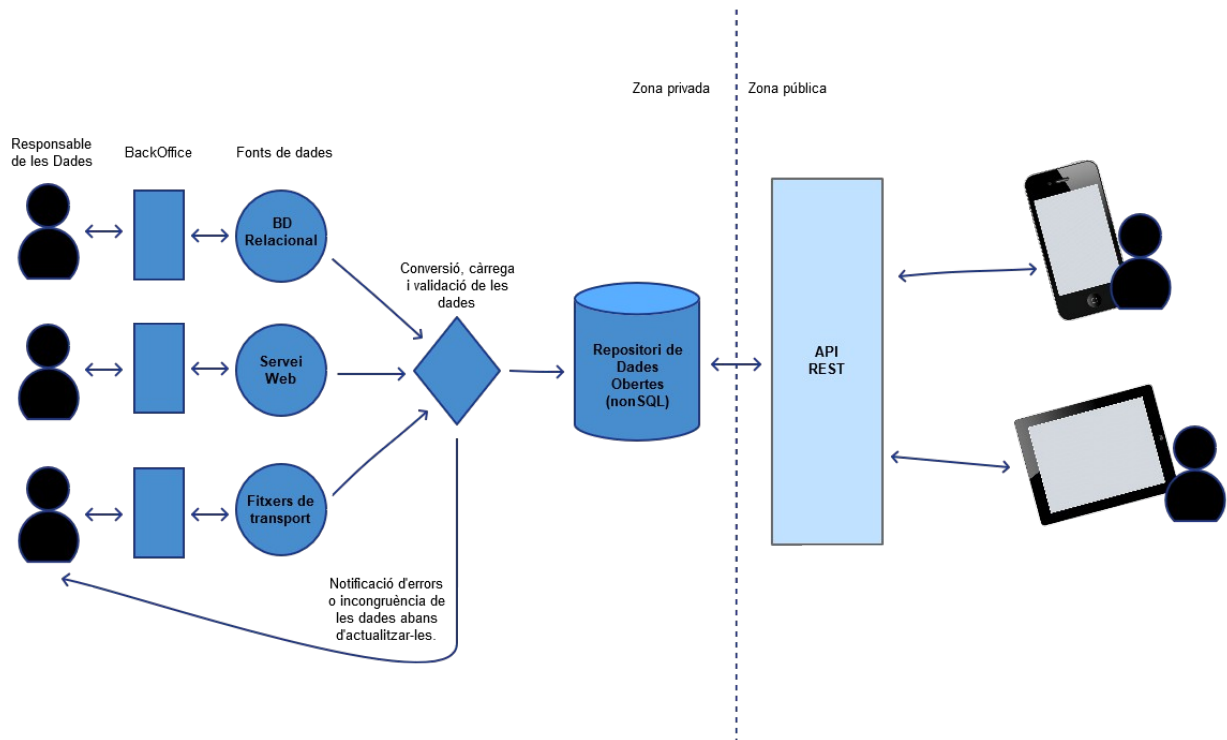 Zona privada
Zona pública
Responsable
de les Dades
BackOffice
Fonts de dades
BD
Relacional
Conversió, càrrega
i validació de les
dades
Servei
Web
Repositori de
Dades
Obertes
(nonSQL)
API
REST
Fitxers de
transport
Notificació d'errors
o incongruència de
les dades abans
d'actualitzar-les.